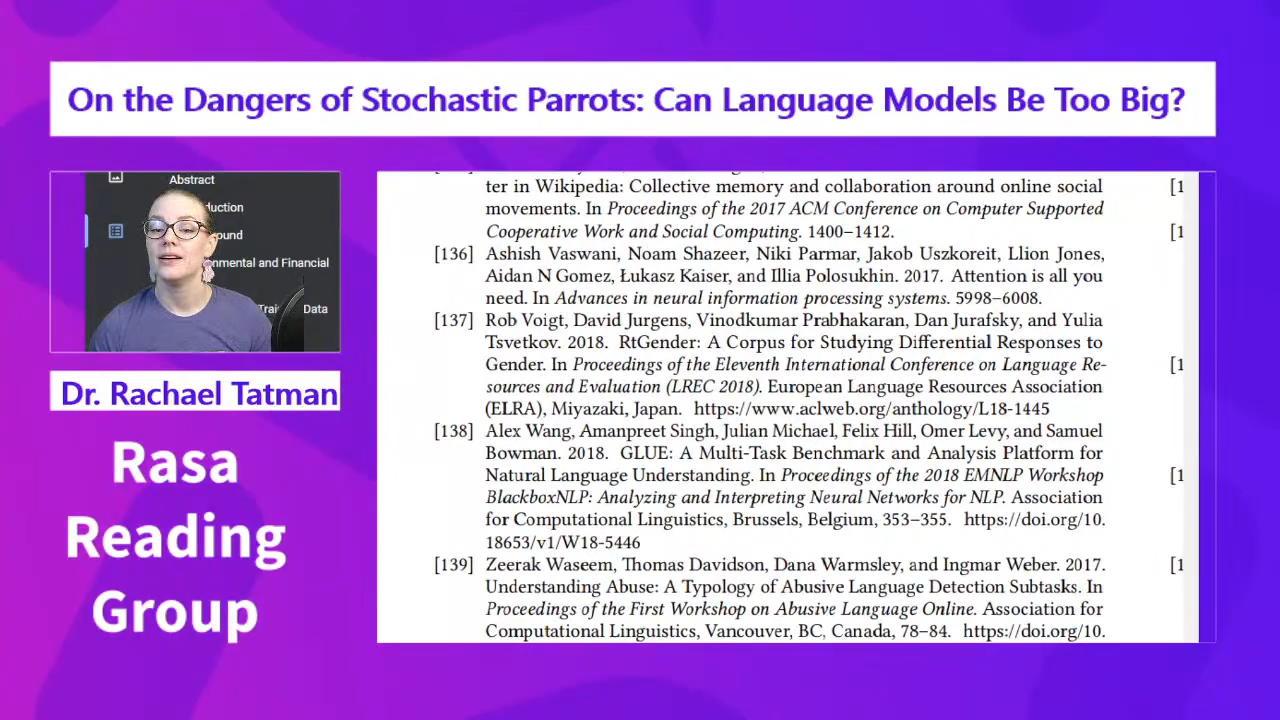 On the Dangers of Stochastic Parrots: Can Language Models Be Too Big?
Abstract
duction
ound
nmental and Financial
Trai
Data
Dr. Rachael Tatman
Rasa
Reading
Group
ter in Wikipedia: Collective memory and collaboration around online social
movements. In Proceedings of the 2017 ACM Conference on Computer Supported
Cooperative Work and Social Computing. 1400–1412.
[136] Ashish Vaswani, Noam Shazeer, Niki Parmar, Jakob Uszkoreit, Llion Jones,
Aidan N Gomez, Łukasz Kaiser, and Illia Polosukhin. 2017. Attention is all you
need. In Advances in neural information processing systems. 5998–6008.
[137] Rob Voigt, David Jurgens, Vinodkumar Prabhakaran, Dan Jurafsky, and Yulia
Tsvetkov. 2018. RtGender: A Corpus for Studying Differential Responses to
Gender. In Proceedings of the Eleventh International Conference on Language Re-
sources and Evaluation (LREC 2018). European Language Resources Association
(ELRA), Miyazaki, Japan. https://www.aclweb.org/anthology/L18-1445
[138] Alex Wang, Amanpreet Singh, Julian Michael, Felix Hill, Omer Levy, and Samuel
Bowman. 2018. GLUE: A Multi-Task Benchmark and Analysis Platform for
Natural Language Understanding. In Proceedings of the 2018 EMNLP Workshop
BlackboxNLP: Analyzing and Interpreting Neural Networks for NLP. Association
for Computational Linguistics, Brussels, Belgium, 353–355. https://doi.org/10.
18653/v1/W18-5446
[139] Zeerak Waseem, Thomas Davidson, Dana Warmsley, and Ingmar Weber. 2017.
Understanding Abuse: A Typology of Abusive Language Detection Subtasks. In
Proceedings of the First Workshop on Abusive Language Online. Association for
Computational Linguistics, Vancouver, BC, Canada, 78–84. https://doi.org/10.
[1
[1
[1
[1
[1